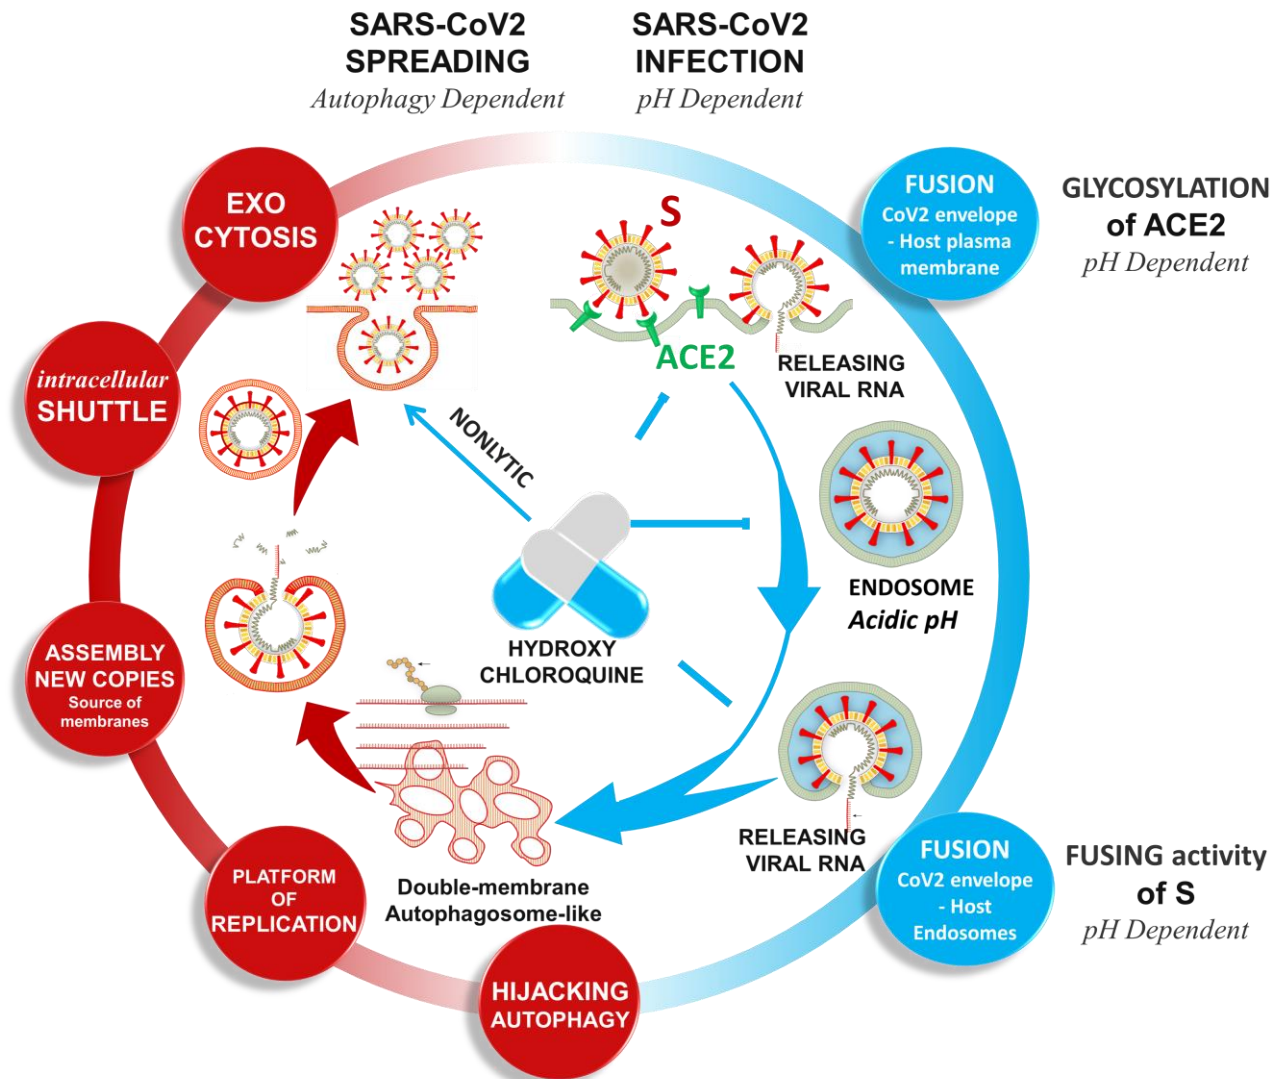 SARS-CoV2
SPREADING
Autophagy Dependent
SARS-CoV2
INFECTION
pH Dependent
FUSION
CoV2 envelope
- Host plasma
membrane
GLYCOSYLATION
of ACE2
pH Dependent
EXO
CYTOSIS
S
ACE2
RELEASING
VIRAL RNA
intracellular
SHUTTLE
NONLYTIC
ENDOSOME
Acidic pH
HYDROXY
CHLOROQUINE
ASSEMBLY
NEW COPIES
Source of
membranes
RELEASING
VIRAL RNA
FUSION
CoV2 envelope
- Host
Endosomes
FUSING activity
of S
pH Dependent
PLATFORM
OF
REPLICATION
Double-membrane
Autophagosome-like
HIJACKING
AUTOPHAGY